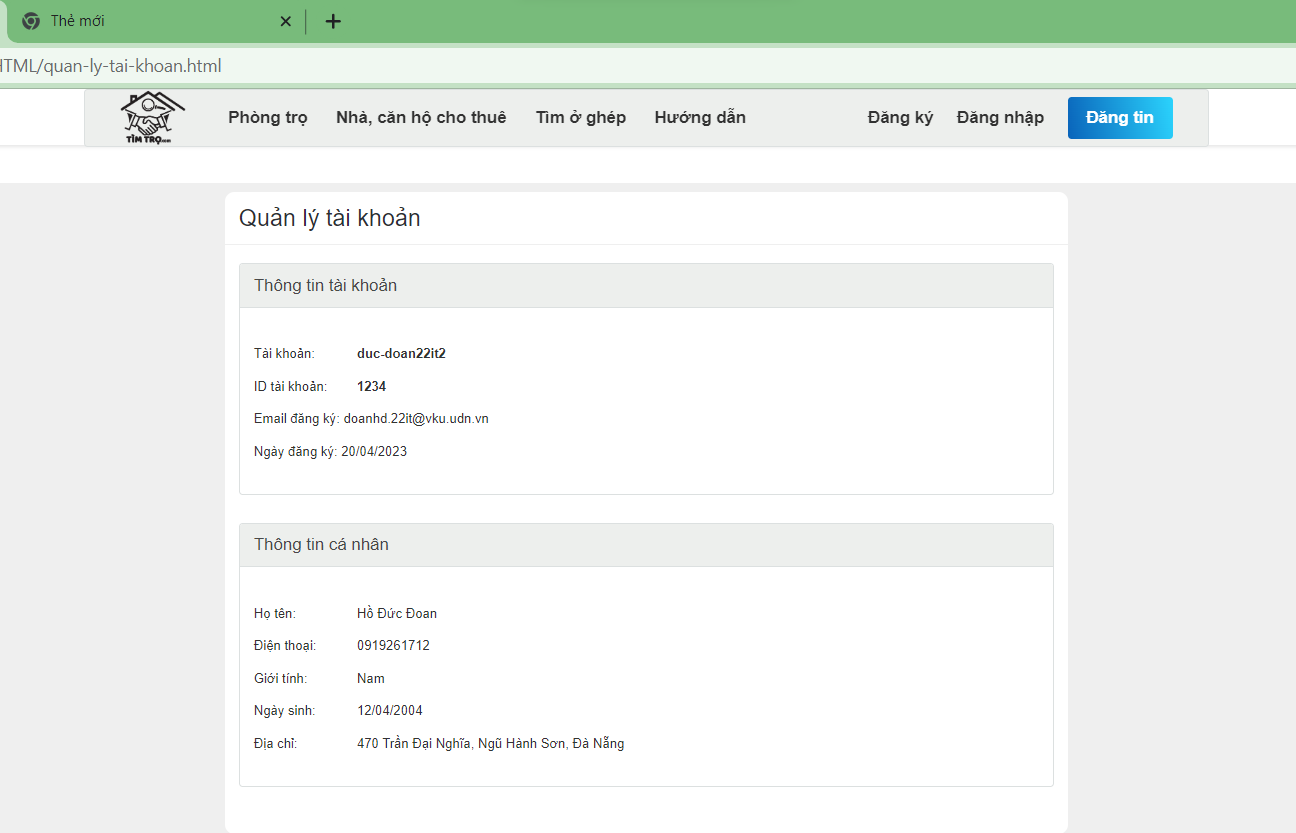 Thẻ mới
HTML/quan-ly-tai-khoan.html
TÌM TRỌ.com
Phòng trọ Nhà, căn hộ cho thuê Tìm ở ghép Hướng dẫn Đăng ký Đăng nhập Đăng tin
Quản lý tài khoản
Thông tin tài khoản
Tài khoản: duc-doan22it2
ID tài khoản: 1234
Email đăng ký: doanhd.22it@vku.udn.vn
Ngày đăng ký: 20/04/2023
Thông tin cá nhân
Họ tên: Hồ Đức Đoan
Điện thoại: 0919261712
Giới tính: Nam
Ngày sinh: 12/04/2004
Địa chỉ: 470 Trần Đại Nghĩa, Ngũ Hành Sơn, Đà Nẵng